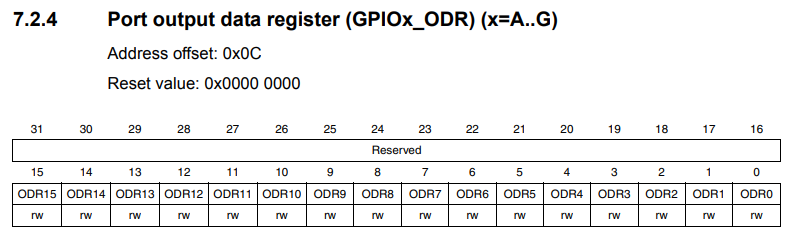 7.2.4 Port output data register (GPIOx_ODR) (x=A..G)
Address offset: 0x0C
Reset value: 0x0000 0000
31 30 29 28 27 26 25 24 23 22 21 20 19 18 17 16
Reserved
15 14 13 12 11 10 9 8 7 6 5 4 3 2 1 0
ODR15 ODR14 ODR13 ODR12 ODR11 ODR10 ODR9 ODR8 ODR7 ODR6 ODR5 ODR4 ODR3 ODR2 ODR1 ODR0
rw rw rw rw rw rw rw rw rw rw rw rw rw rw rw rw